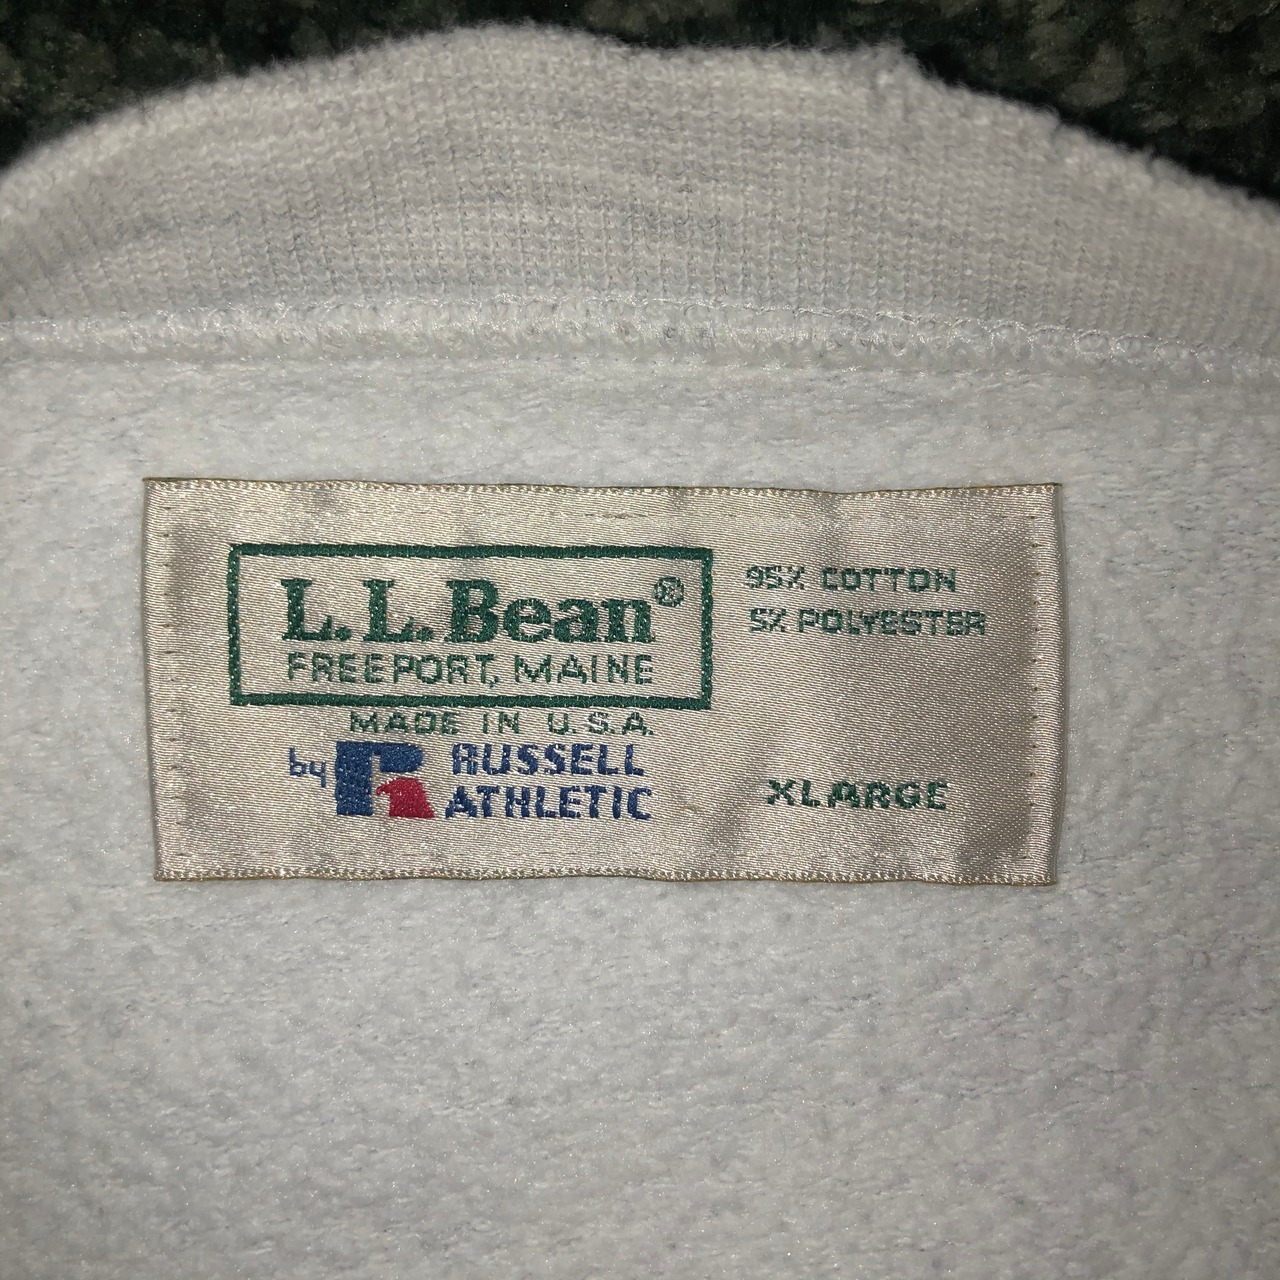 L.L.Bean®
FREEPORT, MAINE
MADE IN U.S.A.
by R RUSSELL
ATHLETIC
95% COTTON
5% POLYESTER
XLARGE